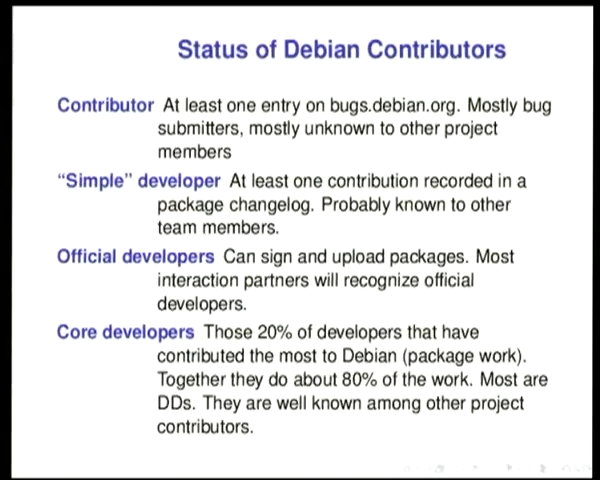 Status of Debian Contributors
Contributor At least one entry on bugs.debian.org. Mostly bug
submitters, mostly unknown to other project
members
“Simple” developer At least one contribution recorded in a
package changelog. Probably known to other
team members.
Official developers Can sign and upload packages. Most
interaction partners will recognize official
developers.
Core developers Those 20% of developers that have
contributed the most to Debian (package work).
Together they do about 80% of the work. Most are
DDs. They are well known among other project
contributors.